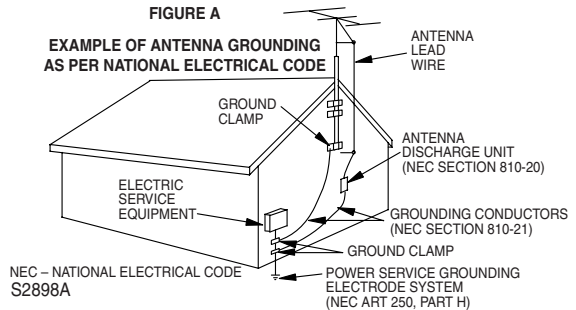 FIGURE A
EXAMPLE OF ANTENNA GROUNDING
AS PER NATIONAL ELECTRICAL CODE
ANTENNA
LEAD
WIRE
GROUND
CLAMP
ANTENNA
DISCHARGE UNIT
(NEC SECTION 810-20)
ELECTRIC
SERVICE
EQUIPMENT
GROUNDING CONDUCTORS
(NEC SECTION 810-21)
GROUND CLAMP
POWER SERVICE GROUNDING
ELECTRODE SYSTEM
(NEC ART 250, PART H)
NEC – NATIONAL ELECTRICAL CODE
S2898A